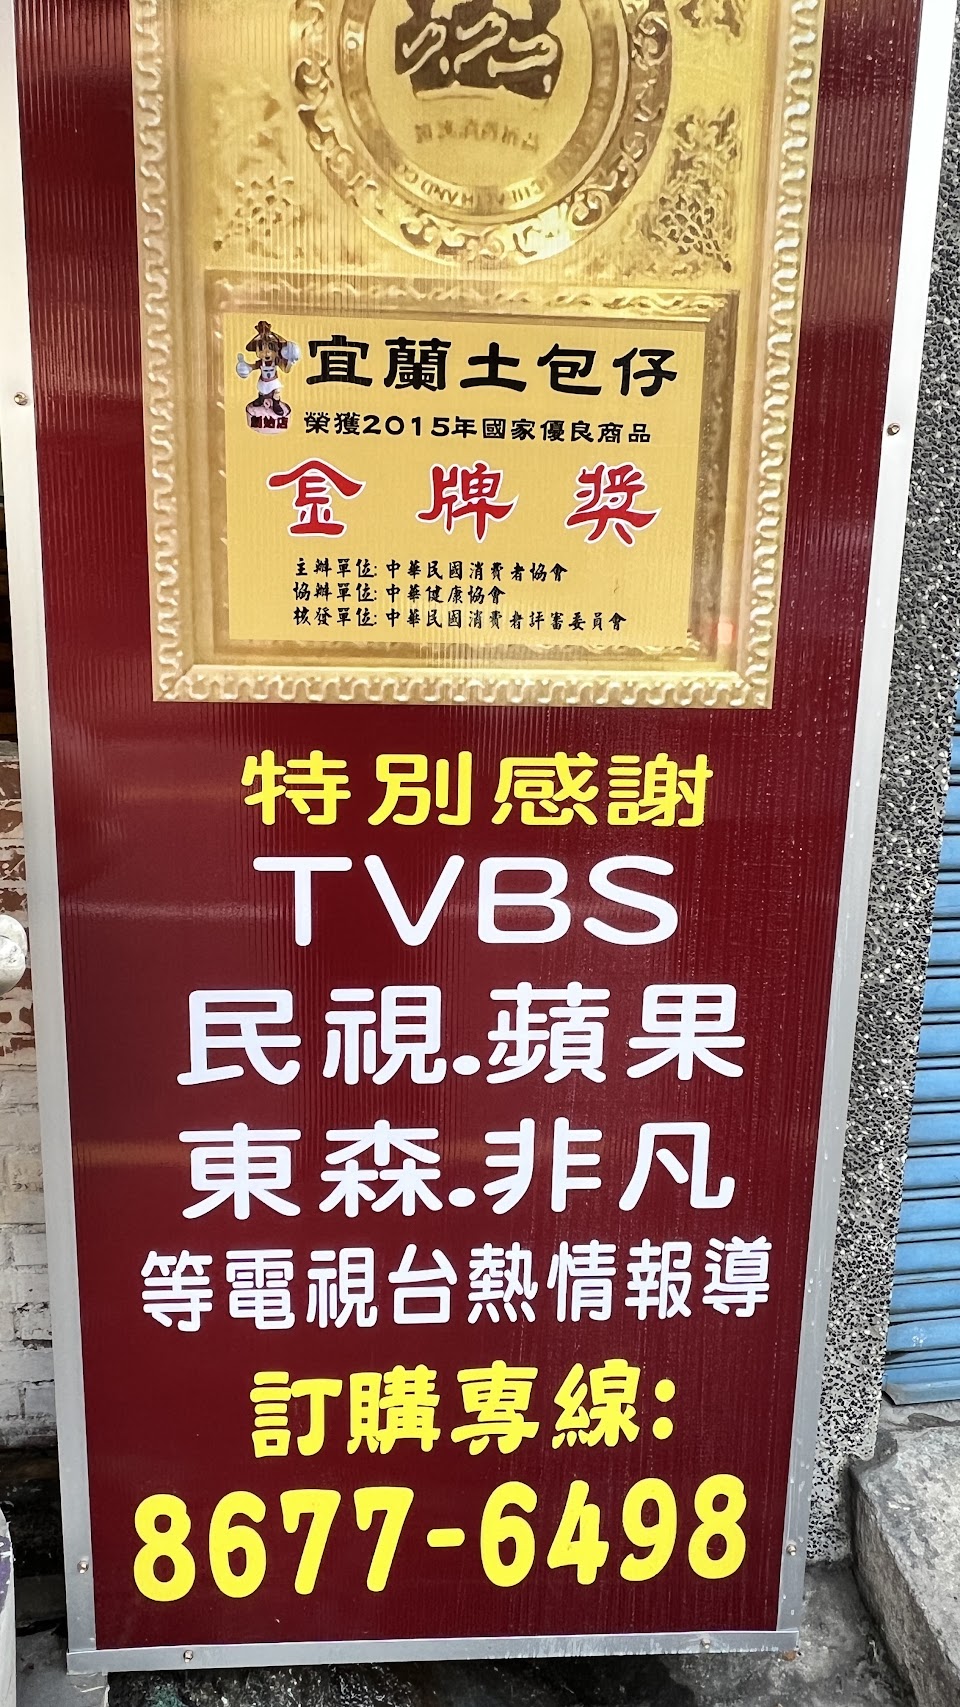 宜蘭土包仔
創始店
榮獲2015年國家優良商品
金牌獎
主辦單位:中華民國消費者協會
協辦單位:中華健康協會
核發單位:中華民國消費者評審委員會
特別感謝
TVBS
民視.蘋果
東森.非凡
等電視台熱情報導
訂購專線:
8677-6498